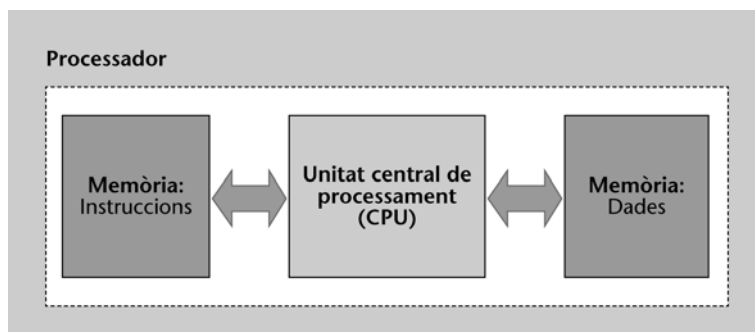 Processador
Memòria:
Instruccions
Unitat central de
processament
(CPU)
Memòria:
Dades